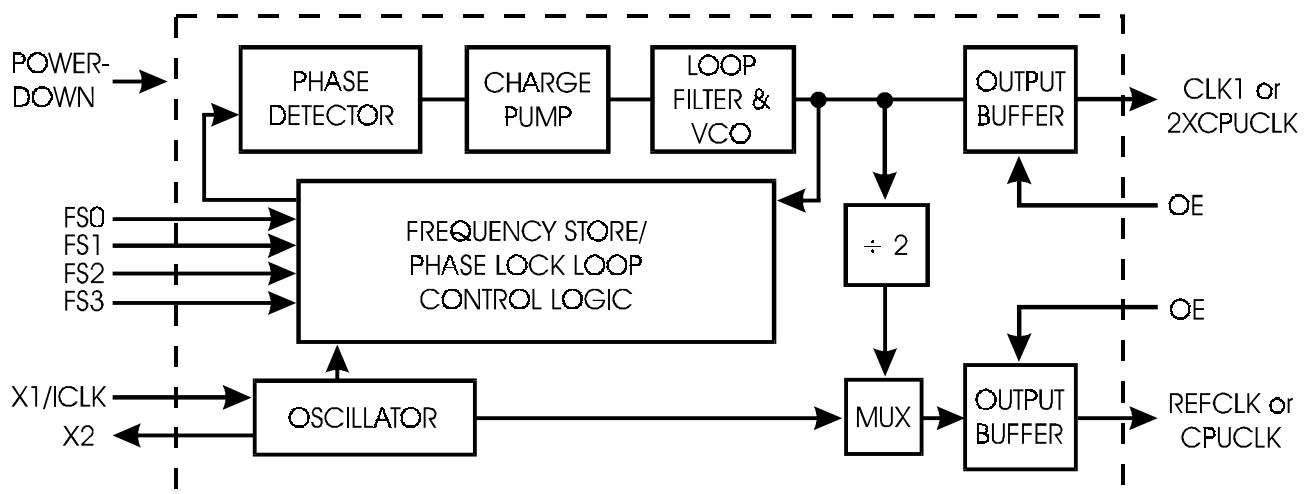 POWER-
DOWN
PHASE
DETECTOR
CHARGE
PUMP
LOOP
FILTER &
VCO
OUTPUT
BUFFER
CLK1 or
2XCPUCLK
OE
FS0
FS1
FS2
FS3
FREQUENCY STORE/
PHASE LOCK LOOP
CONTROL LOGIC
÷ 2
OE
X1/ICLK
X2
OSCILLATOR
MUX
OUTPUT
BUFFER
REFCLK or
CPUCLK